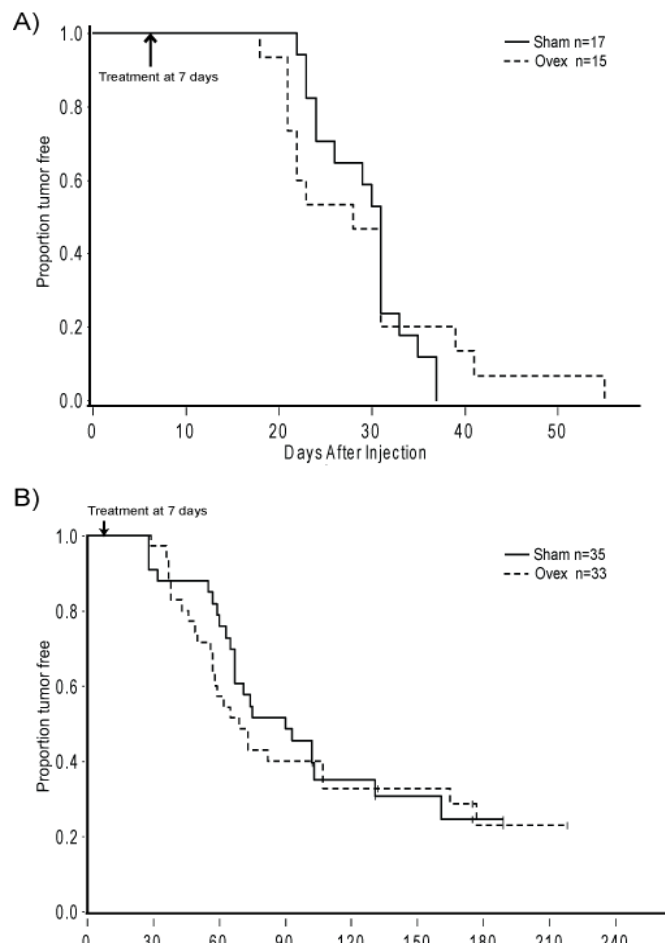 A)
1.0
Sham n=17
Ovex n=15
Treatment at 7 days
0.8
0.6
Proportion tumor free
0.4
0.2
0.0
0 10 20 30 40 50
Days After Injection
B)
Treatment at 7 days
1.0
Sham n=35
Ovex n=33
0.8
0.6
Proportion tumor free
0.4
0.2
0.0
0 30 60 90 120 150 180 210 240